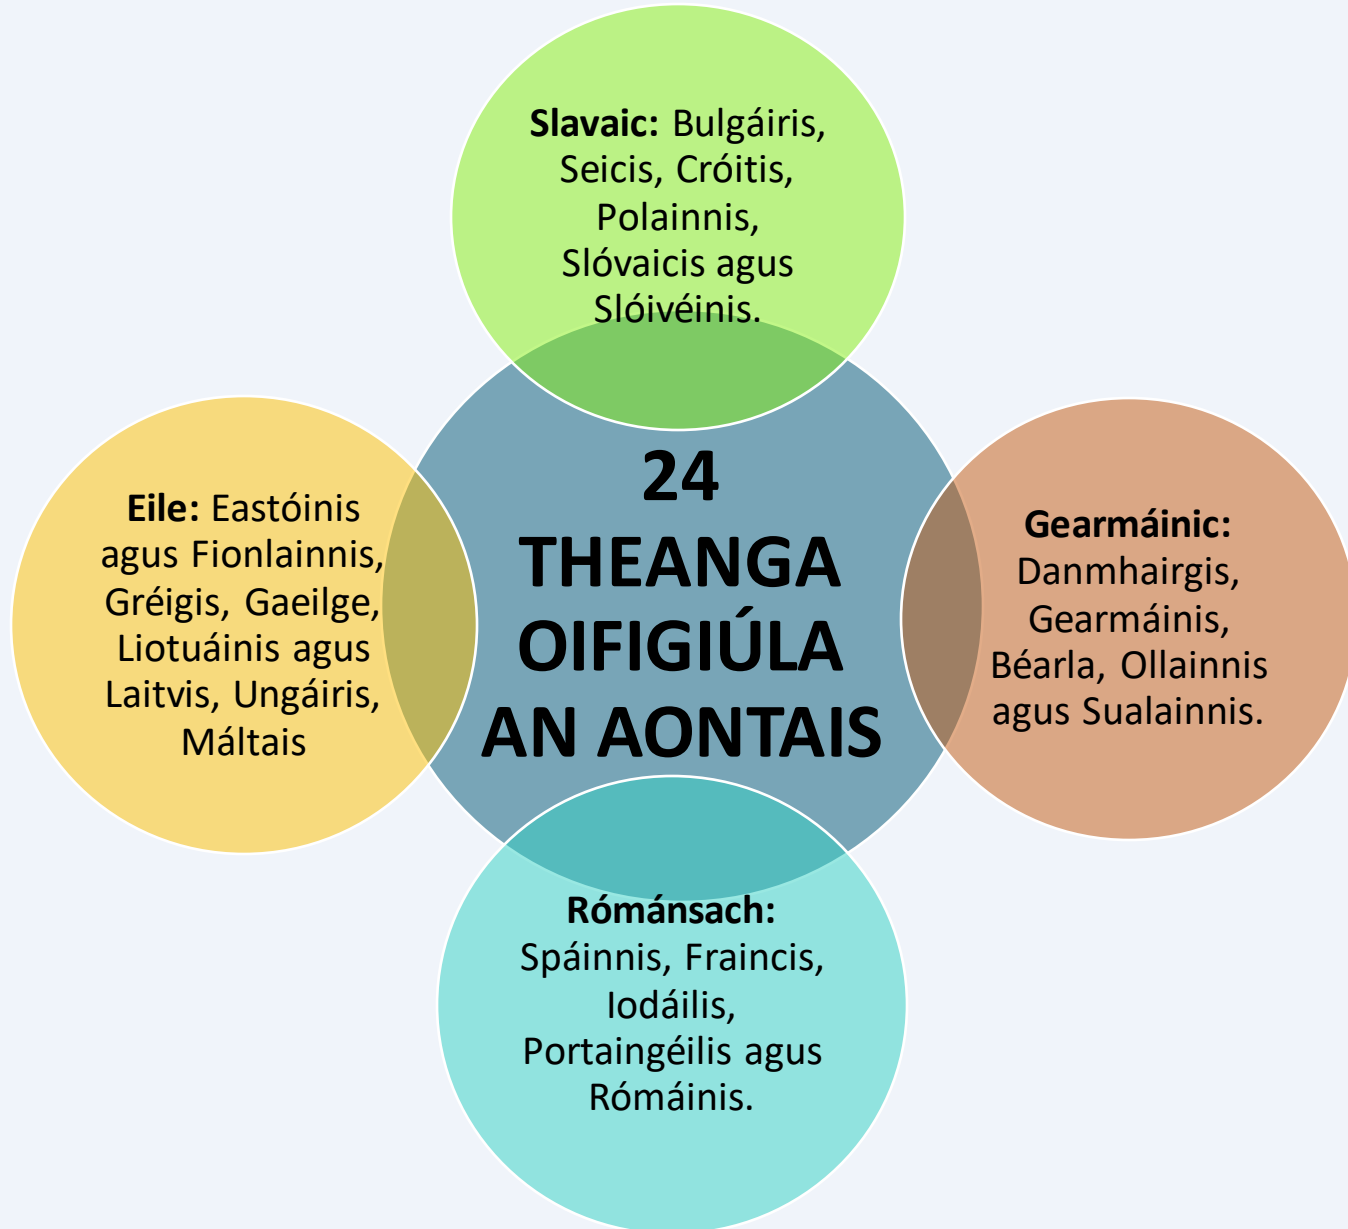 Slavaic: Bulgáiris,
Seicis, Cróitis,
Polainnis,
Slóvaicis agus
Slóivéinis.
24
THEANGA
OIFIGIÚLA
AN AONTAIS
Eile: Eastóinis
agus Fionlainnis,
Gréigis, Gaeilge,
Liotuáinis agus
Laitvis, Ungáiris,
Máltais
Gearmáinic:
Danmhairgis,
Gearmáinis,
Béarla, Ollainnis
agus Sualainnis.
Rómánsach:
Spáinnis, Fraincis,
Iodáilis,
Portaingéilis agus
Rómáinis.